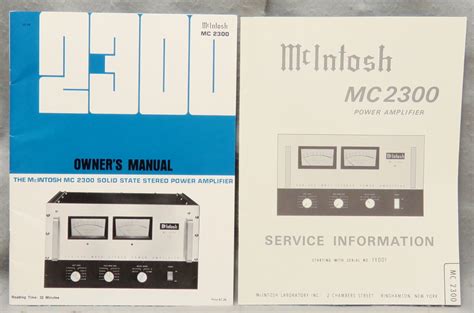 McIntosh
MC 2300
2300
OWNER'S MANUAL
THE McINTOSH MC 2300 SOLID STATE STEREO POWER AMPLIFIER
McIntosh
Reading Time: 32 Minutes
McIntosh
MC 2300
POWER AMPLIFIER
SERVICE INFORMATION
STARTING WITH SERIAL NO.
McINTOSH LABORATORY INC. 2 CHAMBERS STREET BINGHAMTON, NEW YORK
MC 2300